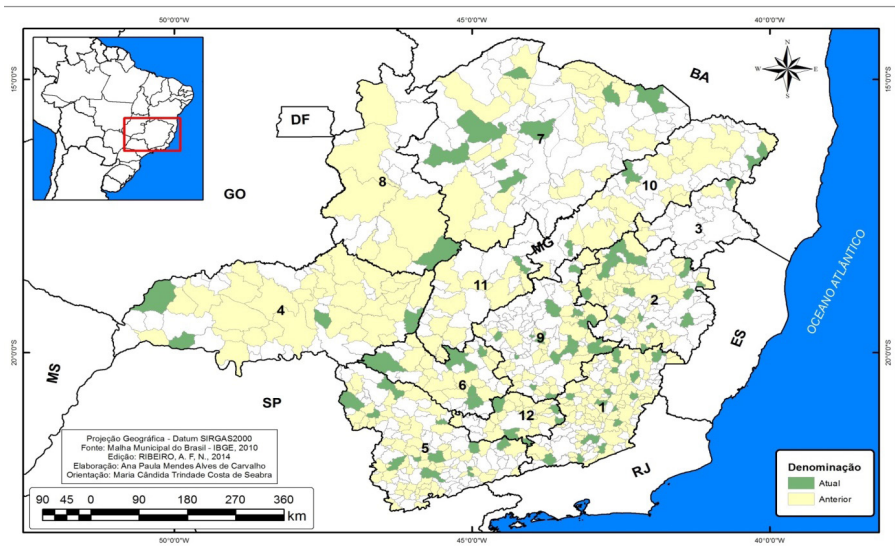 50°0'0"W 45°0'0"W 40°0'0"W
15°0'0"S 15°0'0"S
N
W E
S
BA
DF
7
GO
8
10
3
MG
4
11
2
OCEANO ATLÂNTICO
9
ES
20°0'0"S 20°0'0"S
MS
6
SP
1
12
5
RJ
Projeção Geográfica - Datum SIRGAS2000
Fonte: Malha Municipal do Brasil - IBGE, 2010
Edição: RIBEIRO, A. F, N., 2014
Elaboração: Ana Paula Mendes Alves de Carvalho
Orientação: Maria Cândida Trindade Costa de Seabra
Denominação
Atual
Anterior
90 45 0 90 180 270 360
km
50°0'0"W 45°0'0"W 40°0'0"W